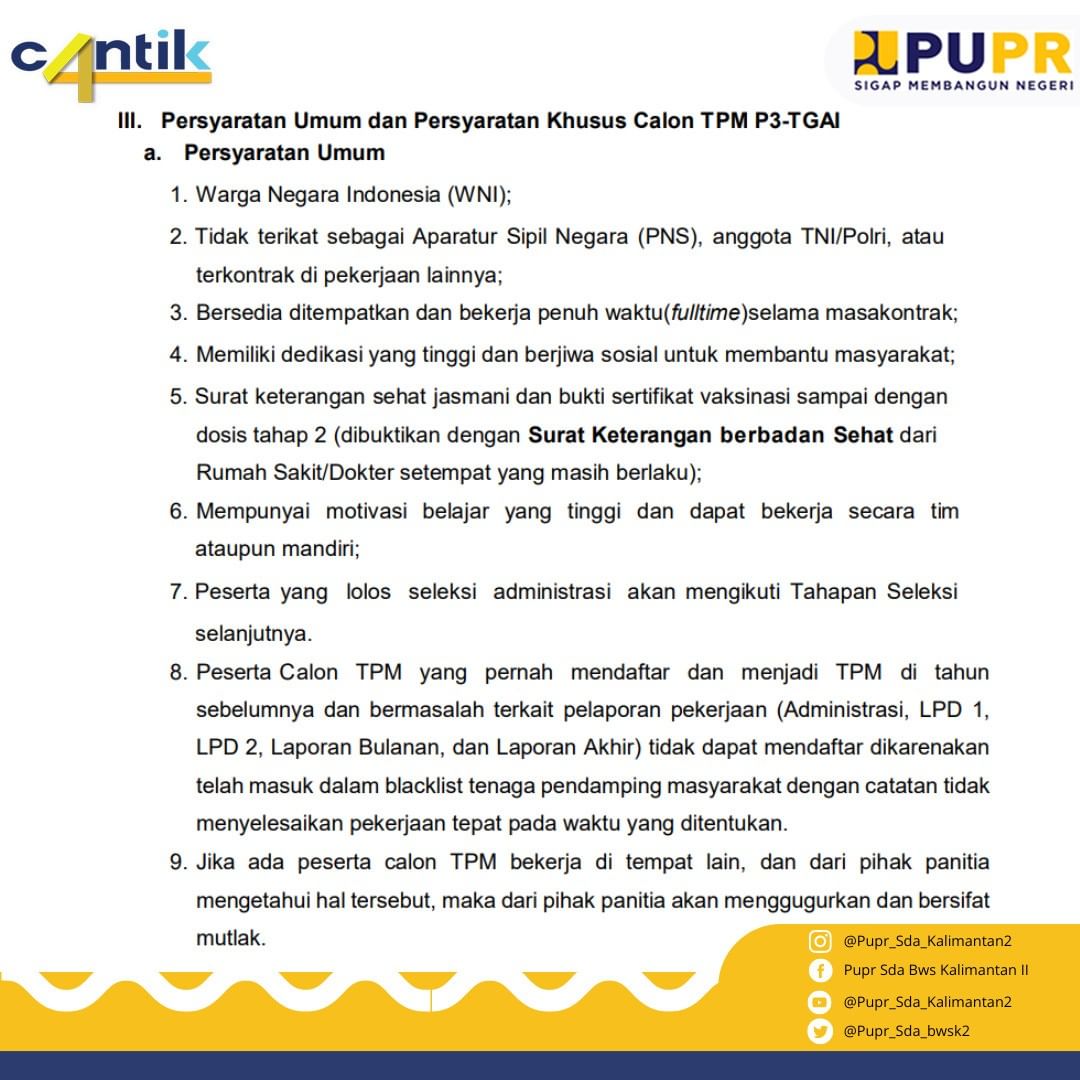 c4ntik
PUPR
SIGAP MEMBANGUN NEGERI
III. Persyaratan Umum dan Persyaratan Khusus Calon TPM P3-TGAI
a. Persyaratan Umum
1. Warga Negara Indonesia (WNI);
2. Tidak terikat sebagai Aparatur Sipil Negara (PNS), anggota TNI/Polri, atau
terkontrak di pekerjaan lainnya;
3. Bersedia ditempatkan dan bekerja penuh waktu(fulltime)selama masakontrak;
4. Memiliki dedikasi yang tinggi dan berjiwa sosial untuk membantu masyarakat;
5. Surat keterangan sehat jasmani dan bukti sertifikat vaksinasi sampai dengan
dosis tahap 2 (dibuktikan dengan Surat Keterangan berbadan Sehat dari
Rumah Sakit/Dokter setempat yang masih berlaku);
6. Mempunyai motivasi belajar yang tinggi dan dapat bekerja secara tim
ataupun mandiri;
7. Peserta yang lolos seleksi administrasi akan mengikuti Tahapan Seleksi
selanjutnya.
8. Peserta Calon TPM yang pernah mendaftar dan menjadi TPM di tahun
sebelumnya dan bermasalah terkait pelaporan pekerjaan (Administrasi, LPD 1,
LPD 2, Laporan Bulanan, dan Laporan Akhir) tidak dapat mendaftar dikarenakan
telah masuk dalam blacklist tenaga pendamping masyarakat dengan catatan tidak
menyelesaikan pekerjaan tepat pada waktu yang ditentukan.
9. Jika ada peserta calon TPM bekerja di tempat lain, dan dari pihak panitia
mengetahui hal tersebut, maka dari pihak panitia akan menggugurkan dan bersifat
mutlak.
@Pupr_Sda_Kalimantan2
Pupr Sda Bws Kalimantan II
@Pupr_Sda_Kalimantan2
@Pupr_Sda_bwsk2